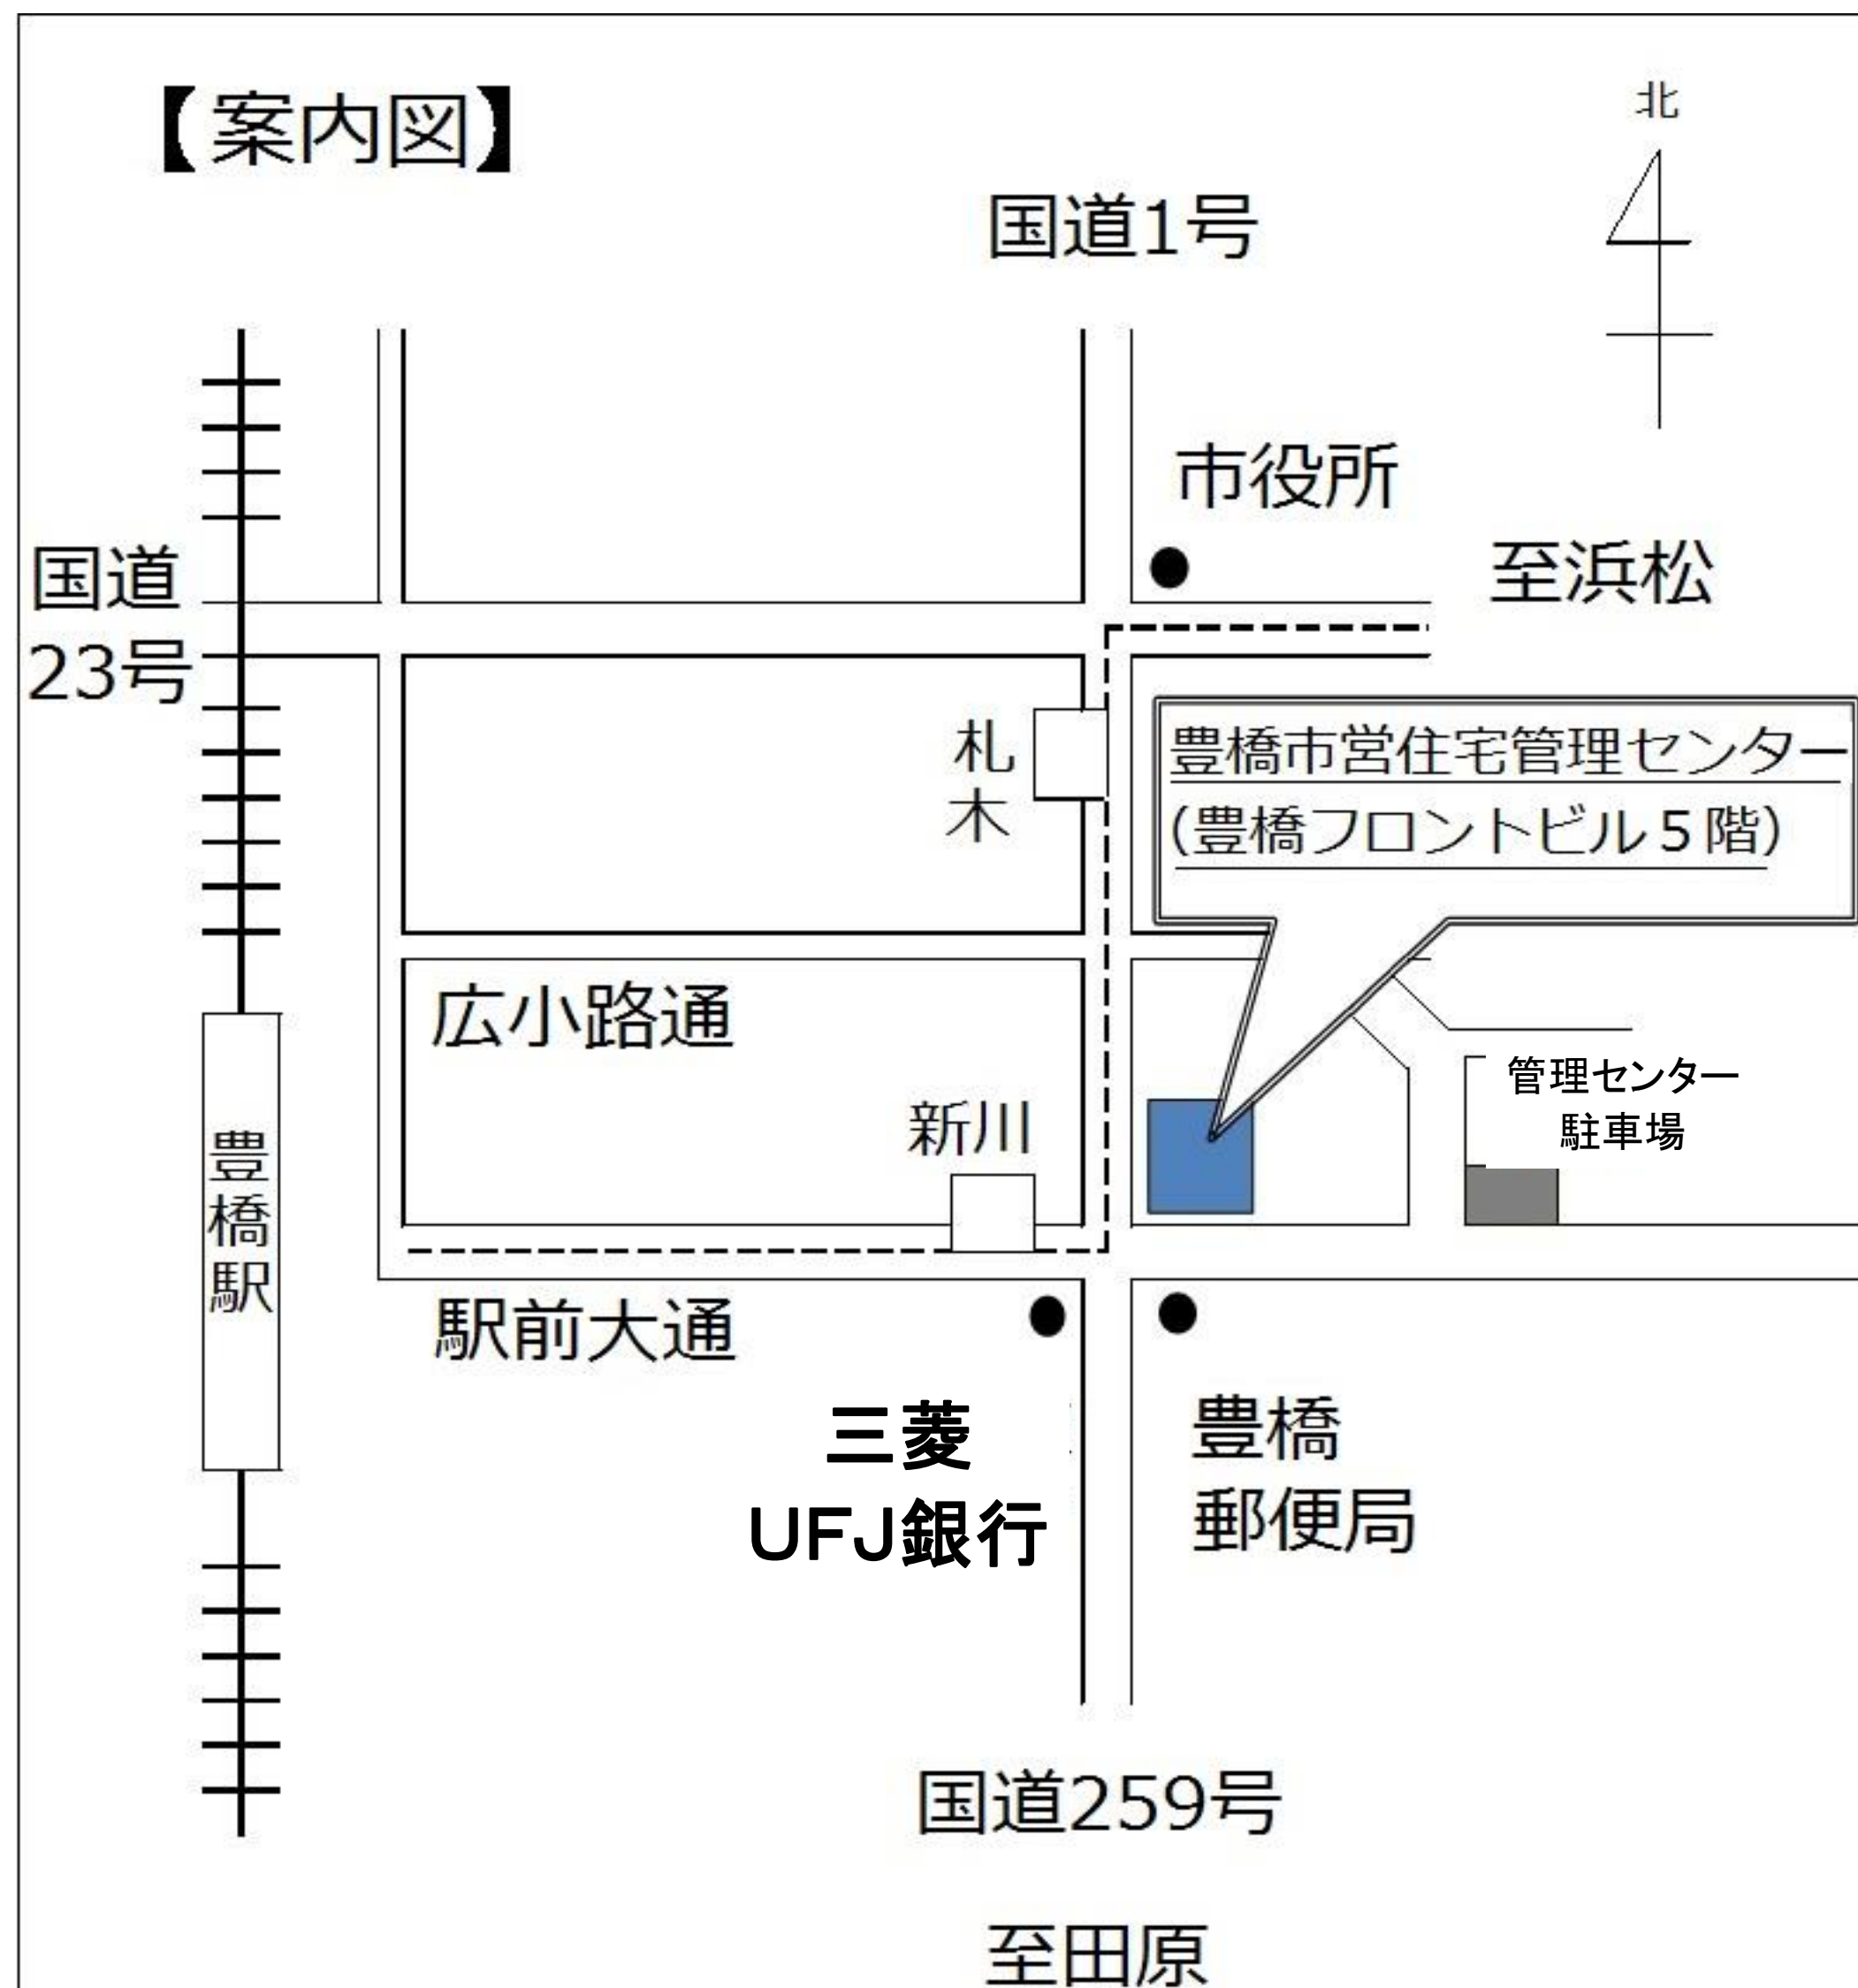 【案内図】
北
国道1号
市役所
至浜松
国道
23号
札
木
豊橋市営住宅管理センター
(豊橋フロントビル5階)
広小路通
管理センター
駐車場
新川
豊橋駅
駅前大通
三菱
UFJ銀行
豊橋
郵便局
国道259号
至田原